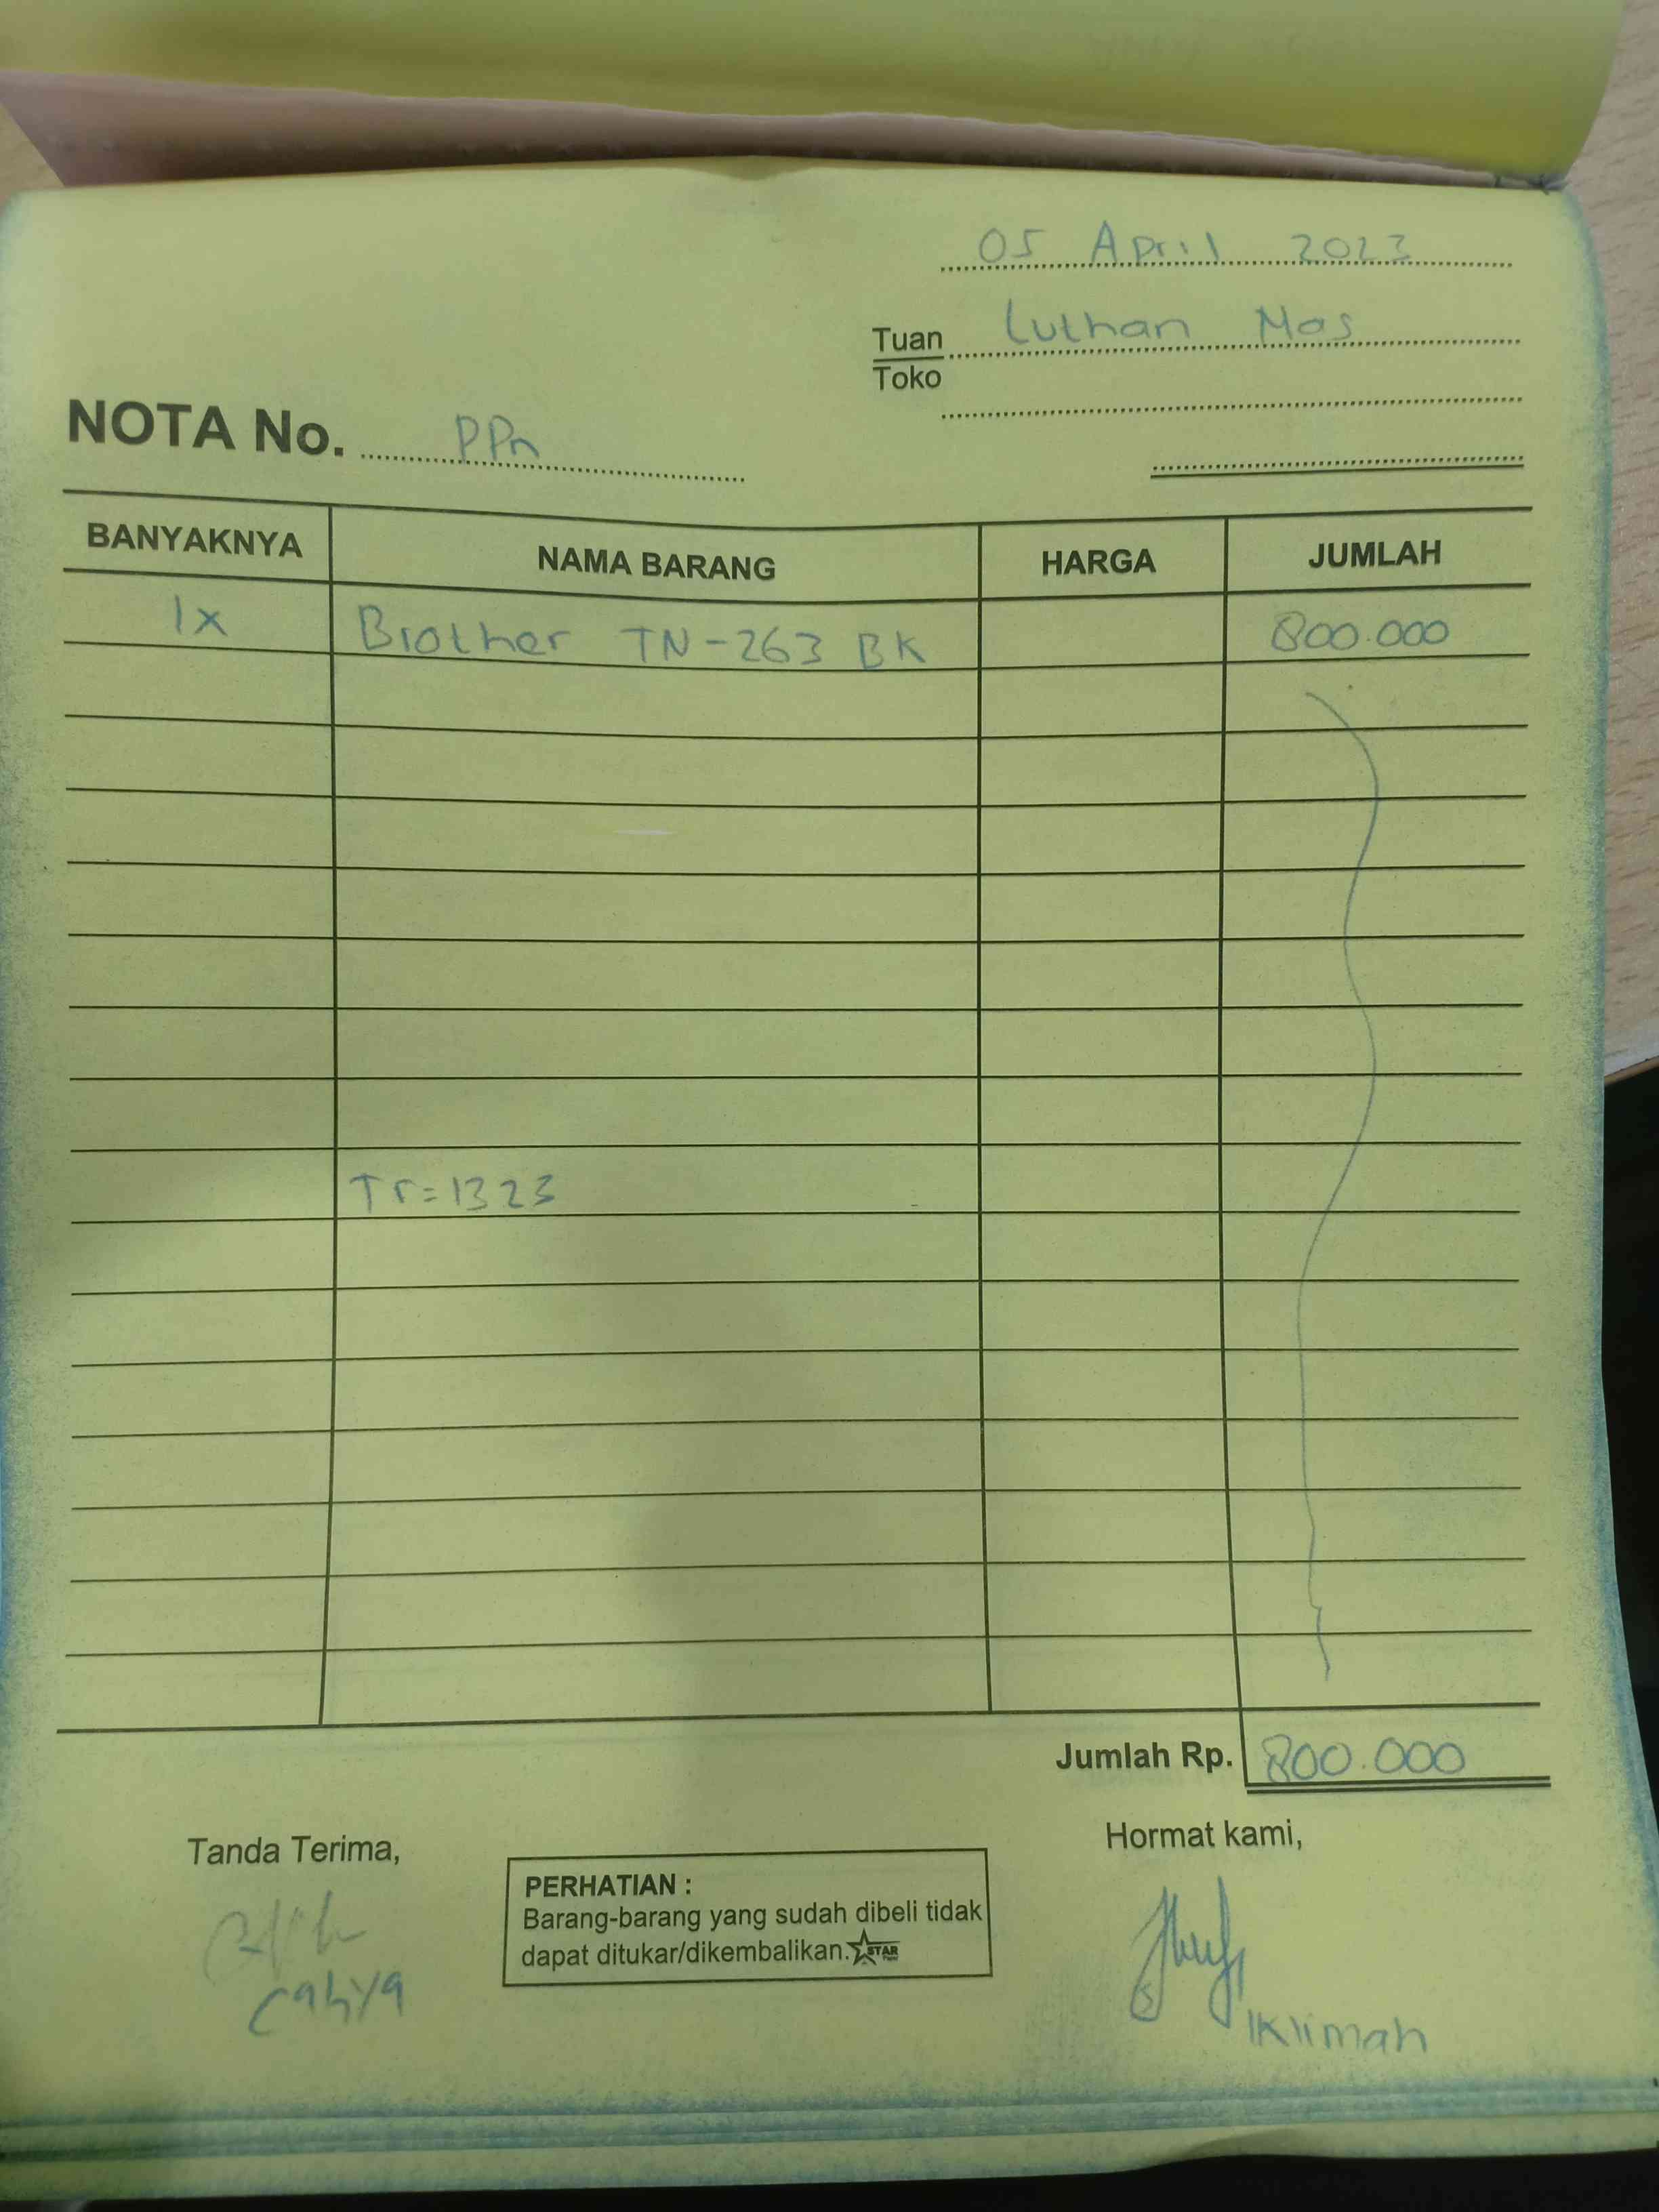 05 April 2023
Tuan Luthan Mas
Toko
NOTA No. PPn
BANYAKNYA NAMA BARANG HARGA JUMLAH
1x Brother TN-263 BK 800.000
Tr=1323
Jumlah Rp. 800.000
Tanda Terima,
Hormat kami,
PERHATIAN :
Barang-barang yang sudah dibeli tidak
dapat ditukar/dikembalikan. STAR
Cahya
Iklimah